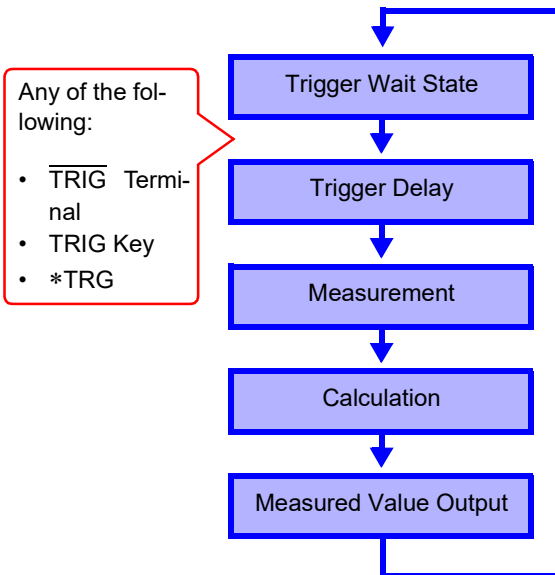 Trigger Wait State
Any of the fol-
lowing:
• T̅R̅I̅G̅ Termi-
nal
• TRIG Key
• ∗TRG
Trigger Delay
Measurement
Calculation
Measured Value Output